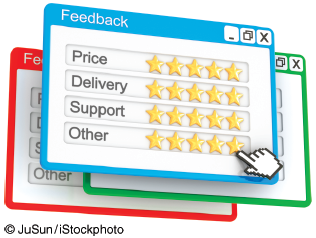 Feedback
Price
Delivery
Support
Other
Other
© JuSun/iStockphoto